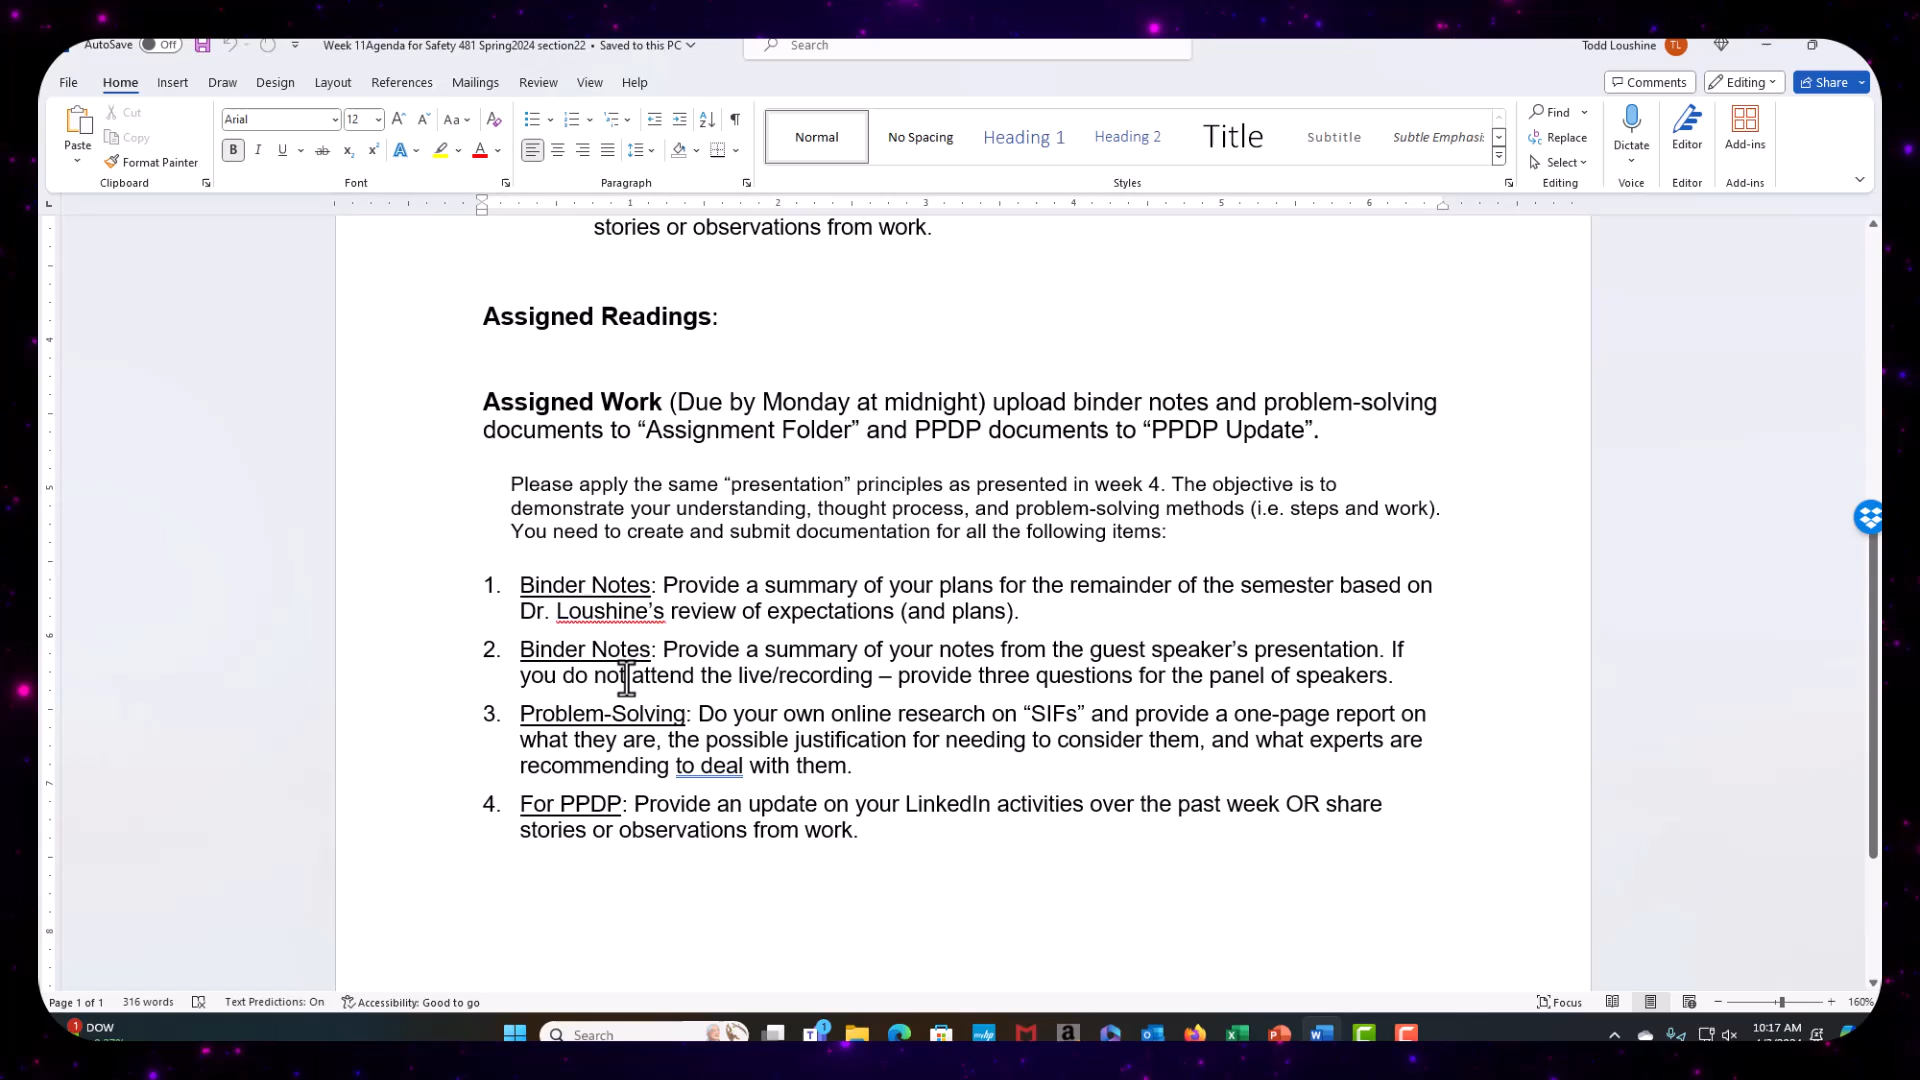 AutoSave Off Week 11Agenda for Safety 481 Spring2024 section22 • Saved to this PC Search Todd Loushine TL
File Home Insert Draw Design Layout References Mailings Review View Help Comments Editing Share
Paste Cut Copy Format Painter Clipboard
Arial 12 Font
Paragraph
Normal No Spacing Heading 1 Heading 2 Title Subtitle Subtle Emphasi Styles
Find Replace Select Editing
Dictate Voice
Editor Editor
Add-ins Add-ins
1 2 3 4 5 6
stories or observations from work.
Assigned Readings:
Assigned Work (Due by Monday at midnight) upload binder notes and problem-solving
documents to “Assignment Folder” and PPDP documents to “PPDP Update”.
Please apply the same “presentation” principles as presented in week 4. The objective is to
demonstrate your understanding, thought process, and problem-solving methods (i.e. steps and work).
You need to create and submit documentation for all the following items:
1. Binder Notes: Provide a summary of your plans for the remainder of the semester based on
Dr. Loushine’s review of expectations (and plans).
2. Binder Notes: Provide a summary of your notes from the guest speaker’s presentation. If
you do not attend the live/recording – provide three questions for the panel of speakers.
3. Problem-Solving: Do your own online research on “SIFs” and provide a one-page report on
what they are, the possible justification for needing to consider them, and what experts are
recommending to deal with them.
4. For PPDP: Provide an update on your LinkedIn activities over the past week OR share
stories or observations from work.
Page 1 of 1 316 words Text Predictions: On Accessibility: Good to go Focus 160%
1 DOW Search 10:17 AM